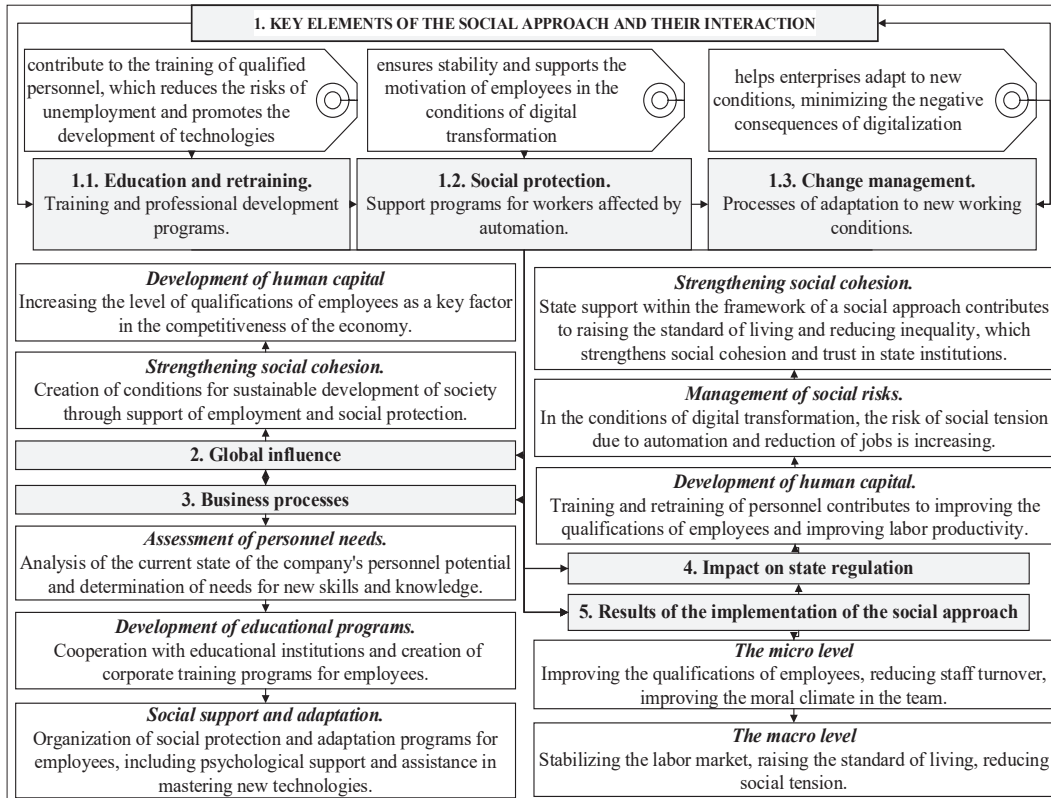 1. KEY ELEMENTS OF THE SOCIAL APPROACH AND THEIR INTERACTION
contribute to the training of qualified
personnel, which reduces the risks of
unemployment and promotes the
development of technologies
ensures stability and supports the
motivation of employees in the
conditions of digital
transformation
helps enterprises adapt to new
conditions, minimizing the negative
consequences of digitalization
1.1. Education and retraining.
Training and professional development
programs.
1.2. Social protection.
Support programs for workers affected by
automation.
1.3. Change management.
Processes of adaptation to new working
conditions.
Development of human capital
Increasing the level of qualifications of employees as a key factor
in the competitiveness of the economy.
Strengthening social cohesion.
Creation of conditions for sustainable development of society
through support of employment and social protection.
2. Global influence
3. Business processes
Assessment of personnel needs.
Analysis of the current state of the company's personnel potential
and determination of needs for new skills and knowledge.
Development of educational programs.
Cooperation with educational institutions and creation of
corporate training programs for employees.
Social support and adaptation.
Organization of social protection and adaptation programs for
employees, including psychological support and assistance in
mastering new technologies.
Strengthening social cohesion.
State support within the framework of a social approach contributes
to raising the standard of living and reducing inequality, which
strengthens social cohesion and trust in state institutions.
Management of social risks.
In the conditions of digital transformation, the risk of social tension
due to automation and reduction of jobs is increasing.
Development of human capital.
Training and retraining of personnel contributes to improving the
qualifications of employees and improving labor productivity.
4. Impact on state regulation
5. Results of the implementation of the social approach
The micro level
Improving the qualifications of employees, reducing staff turnover,
improving the moral climate in the team.
The macro level
Stabilizing the labor market, raising the standard of living, reducing
social tension.